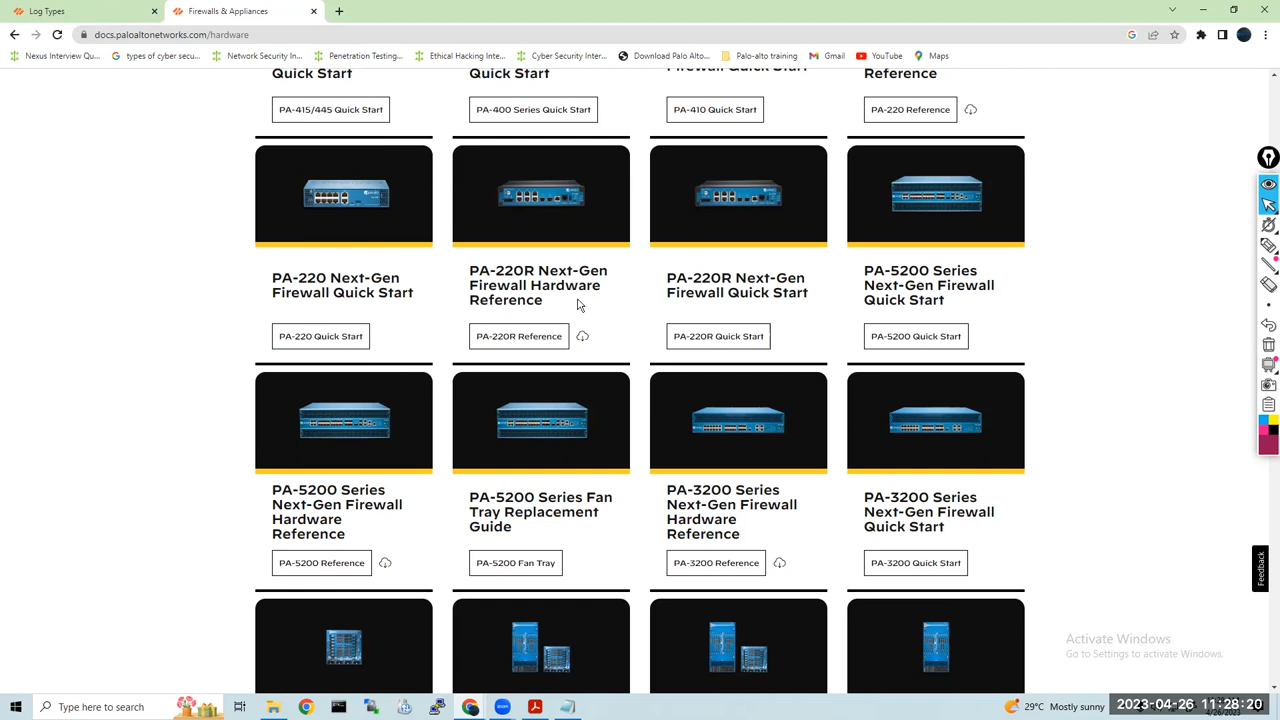 Log Types
Firewalls & Appliances
docs.paloaltonetworks.com/hardware
Nexus Interview Qu...
types of cyber secu...
Network Security In...
Penetration Testing...
Ethical Hacking Inte...
Cyber Security Inter...
Download Palo Alto...
Palo-alto training
Gmail
YouTube
Maps
Quick Start
Quick Start
Firewall Quick Start
Reference
PA-415/445 Quick Start
PA-400 Series Quick Start
PA-410 Quick Start
PA-220 Reference
PA-220 Next-Gen
Firewall Quick Start
PA-220R Next-Gen
Firewall Hardware
Reference
PA-220R Next-Gen
Firewall Quick Start
PA-5200 Series
Next-Gen Firewall
Quick Start
PA-220 Quick Start
PA-220R Reference
PA-220R Quick Start
PA-5200 Quick Start
PA-5200 Series
Next-Gen Firewall
Hardware
Reference
PA-5200 Series Fan
Tray Replacement
Guide
PA-3200 Series
Next-Gen Firewall
Hardware
Reference
PA-3200 Series
Next-Gen Firewall
Quick Start
PA-5200 Reference
PA-5200 Fan Tray
PA-3200 Reference
PA-3200 Quick Start
Feedback
Activate Windows
Go to Settings to activate Windows.
Type here to search
29°C Mostly sunny
2023-04-26 11:28:20